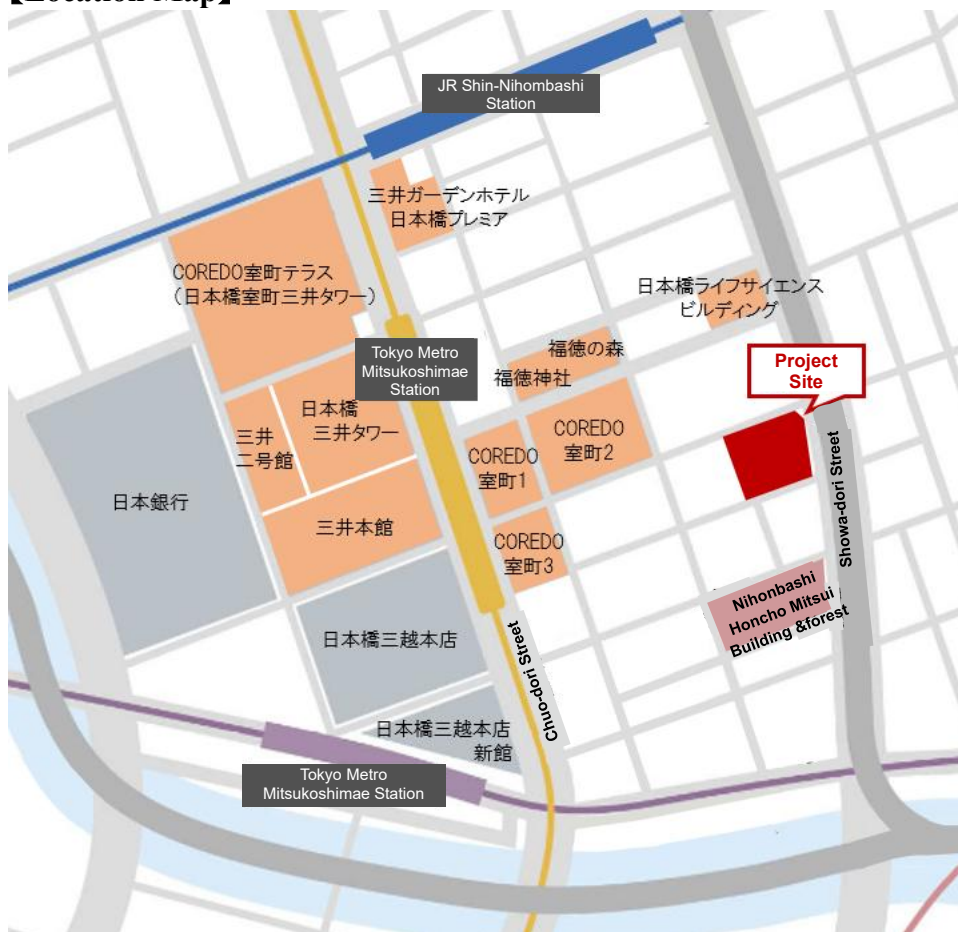 【Location Map】
JR Shin-Nihombashi
Station
三井ガーデンホテル
日本橋プレミア
COREDO室町テラス
（日本橋室町三井タワー）
日本橋ライフサイエンス
ビルディング
Tokyo Metro
Mitsukoshimae
Station
福徳の森
福徳神社
Project
Site
日本橋
三井タワー
三井
二号館
COREDO
室町1
COREDO
室町2
日本銀行
三井本館
COREDO
室町3
Showa-dori Street
Nihonbashi
Honcho Mitsui
Building &forest
日本橋三越本店
Chuo-dori Street
日本橋三越本店
新館
Tokyo Metro
Mitsukoshimae Station